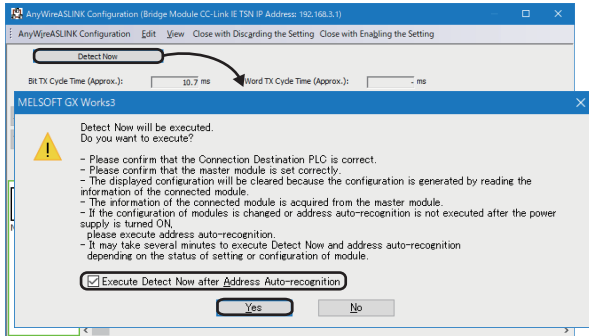 AnyWireASLINK Configuration (Bridge Module CC-Link IE TSN IP Address: 192.168.3.1)
AnyWireASLINK Configuration Edit View Close with Discarding the Setting Close with Enabling the Setting
Detect Now
Bit TX Cycle Time (Approx.): 10.7 ms Word TX Cycle Time (Approx.): - ms
MELSOFT GX Works3
Detect Now will be executed.
Do you want to execute?
- Please confirm that the Connection Destination PLC is correct.
- Please confirm that the master module is set correctly.
- The displayed configuration will be cleared because the configuration is generated by reading the
information of the connected module.
- The information of the connected module is acquired from the master module.
- If the configuration of modules is changed or address auto-recognition is not executed after the power
supply is turned ON,
please execute address auto-recognition.
- It may take several minutes to execute Detect Now and address auto-recognition
depending on the status of setting or configuration of module.
Execute Detect Now after Address Auto-recognition
Yes No